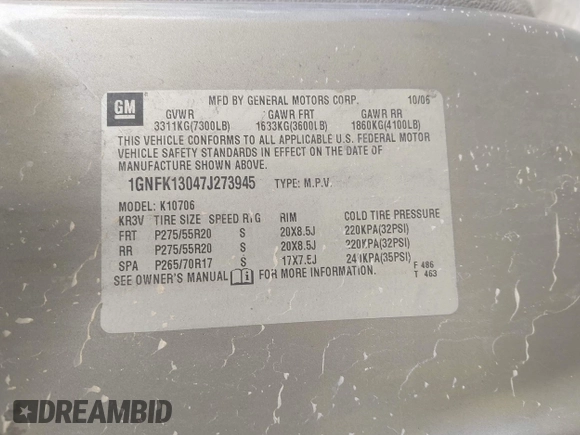 GM
MFD BY GENERAL MOTORS CORP. 10/06
GVWR GAWR FRT GAWR RR
3311KG(7300LB) 1633KG(3600LB) 1860KG(4100LB)
THIS VEHICLE CONFORMS TO ALL APPLICABLE U.S. FEDERAL MOTOR
VEHICLE SAFETY STANDARDS IN EFFECT ON THE DATE OF
MANUFACTURE SHOWN ABOVE.
1GNFK13047J273945 TYPE: M.P.V.
MODEL: K10706
KR3V TIRE SIZE SPEED RTG RIM COLD TIRE PRESSURE
FRT P275/55R20 S 20X8.5J 220KPA(32PSI)
RR P275/55R20 S 20X8.5J 220KPA(32PSI)
SPA P265/70R17 S 17X7.5J 240KPA(35PSI)
SEE OWNER'S MANUAL FOR MORE INFORMATION.
F 486
T 463
DREAMBID